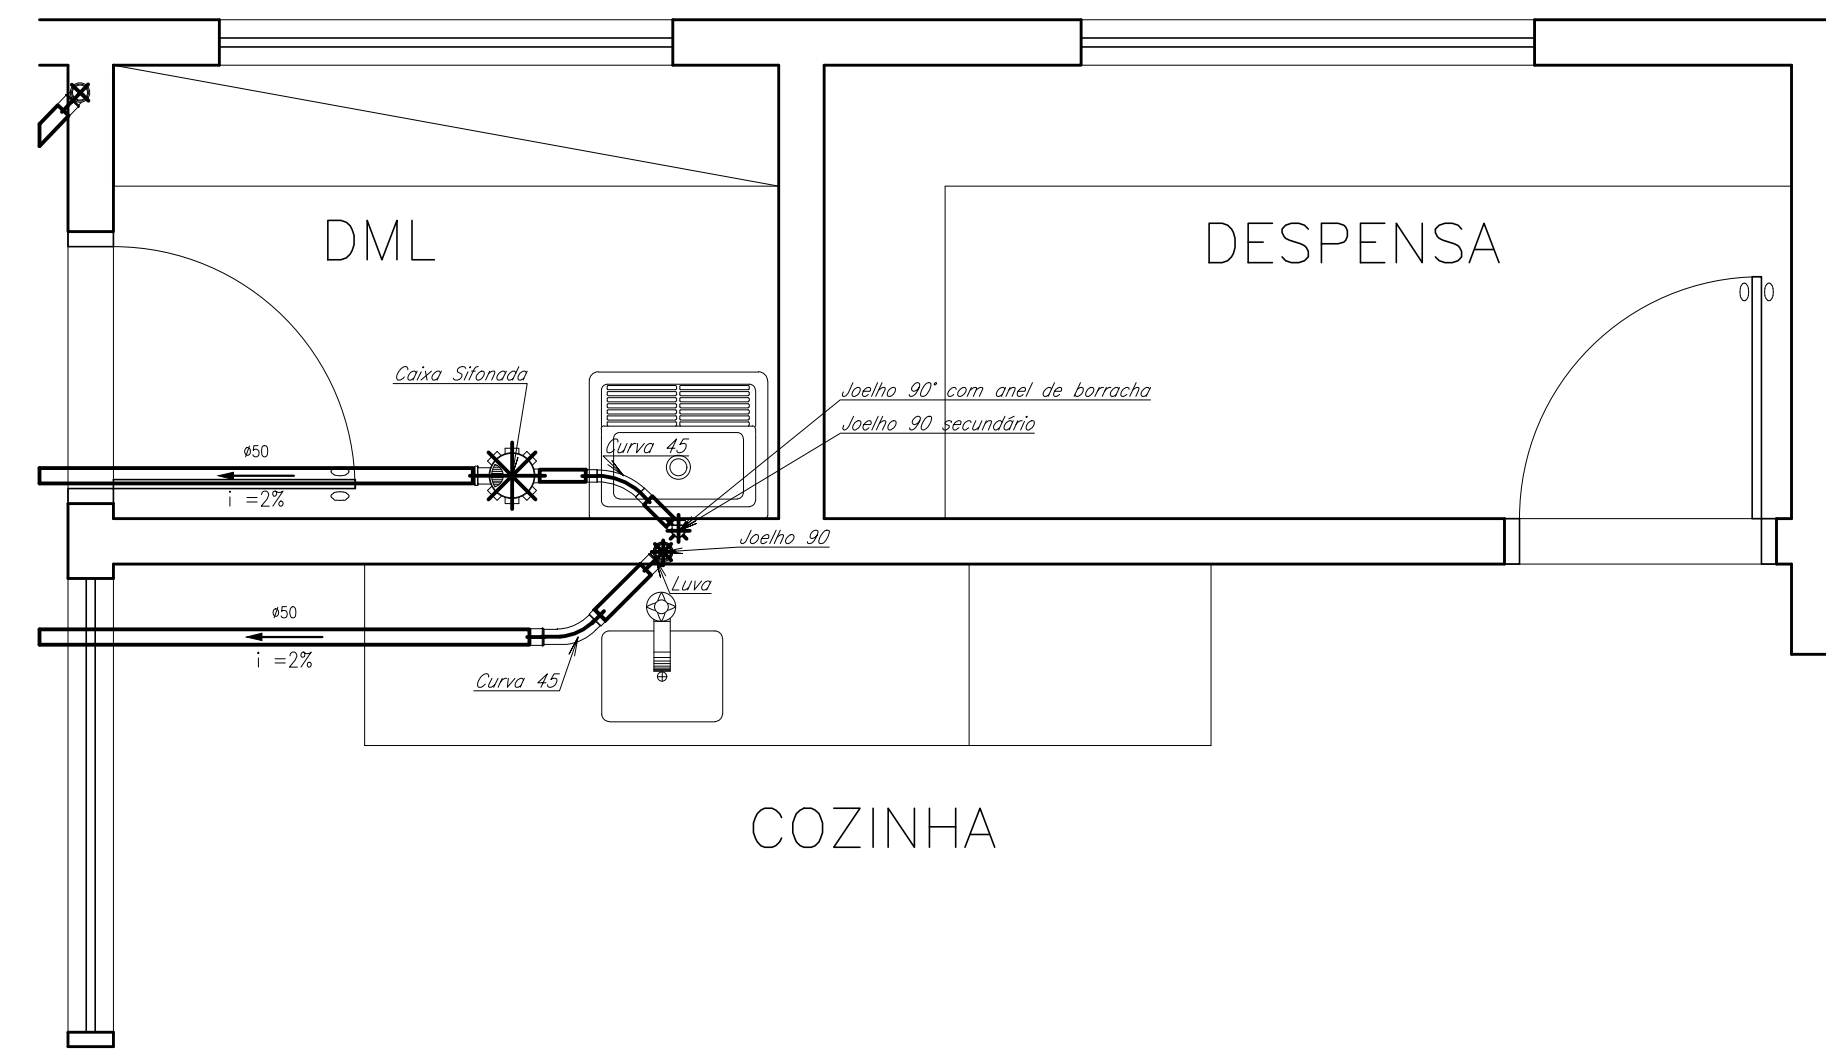 DML
DESPENSA
Caixa Sifonada
Joelho 90° com anel de borracha
Joelho 90 secundário
Curva 45
ø50
i =2%
Joelho 90
Luva
ø50
i =2%
Curva 45
COZINHA